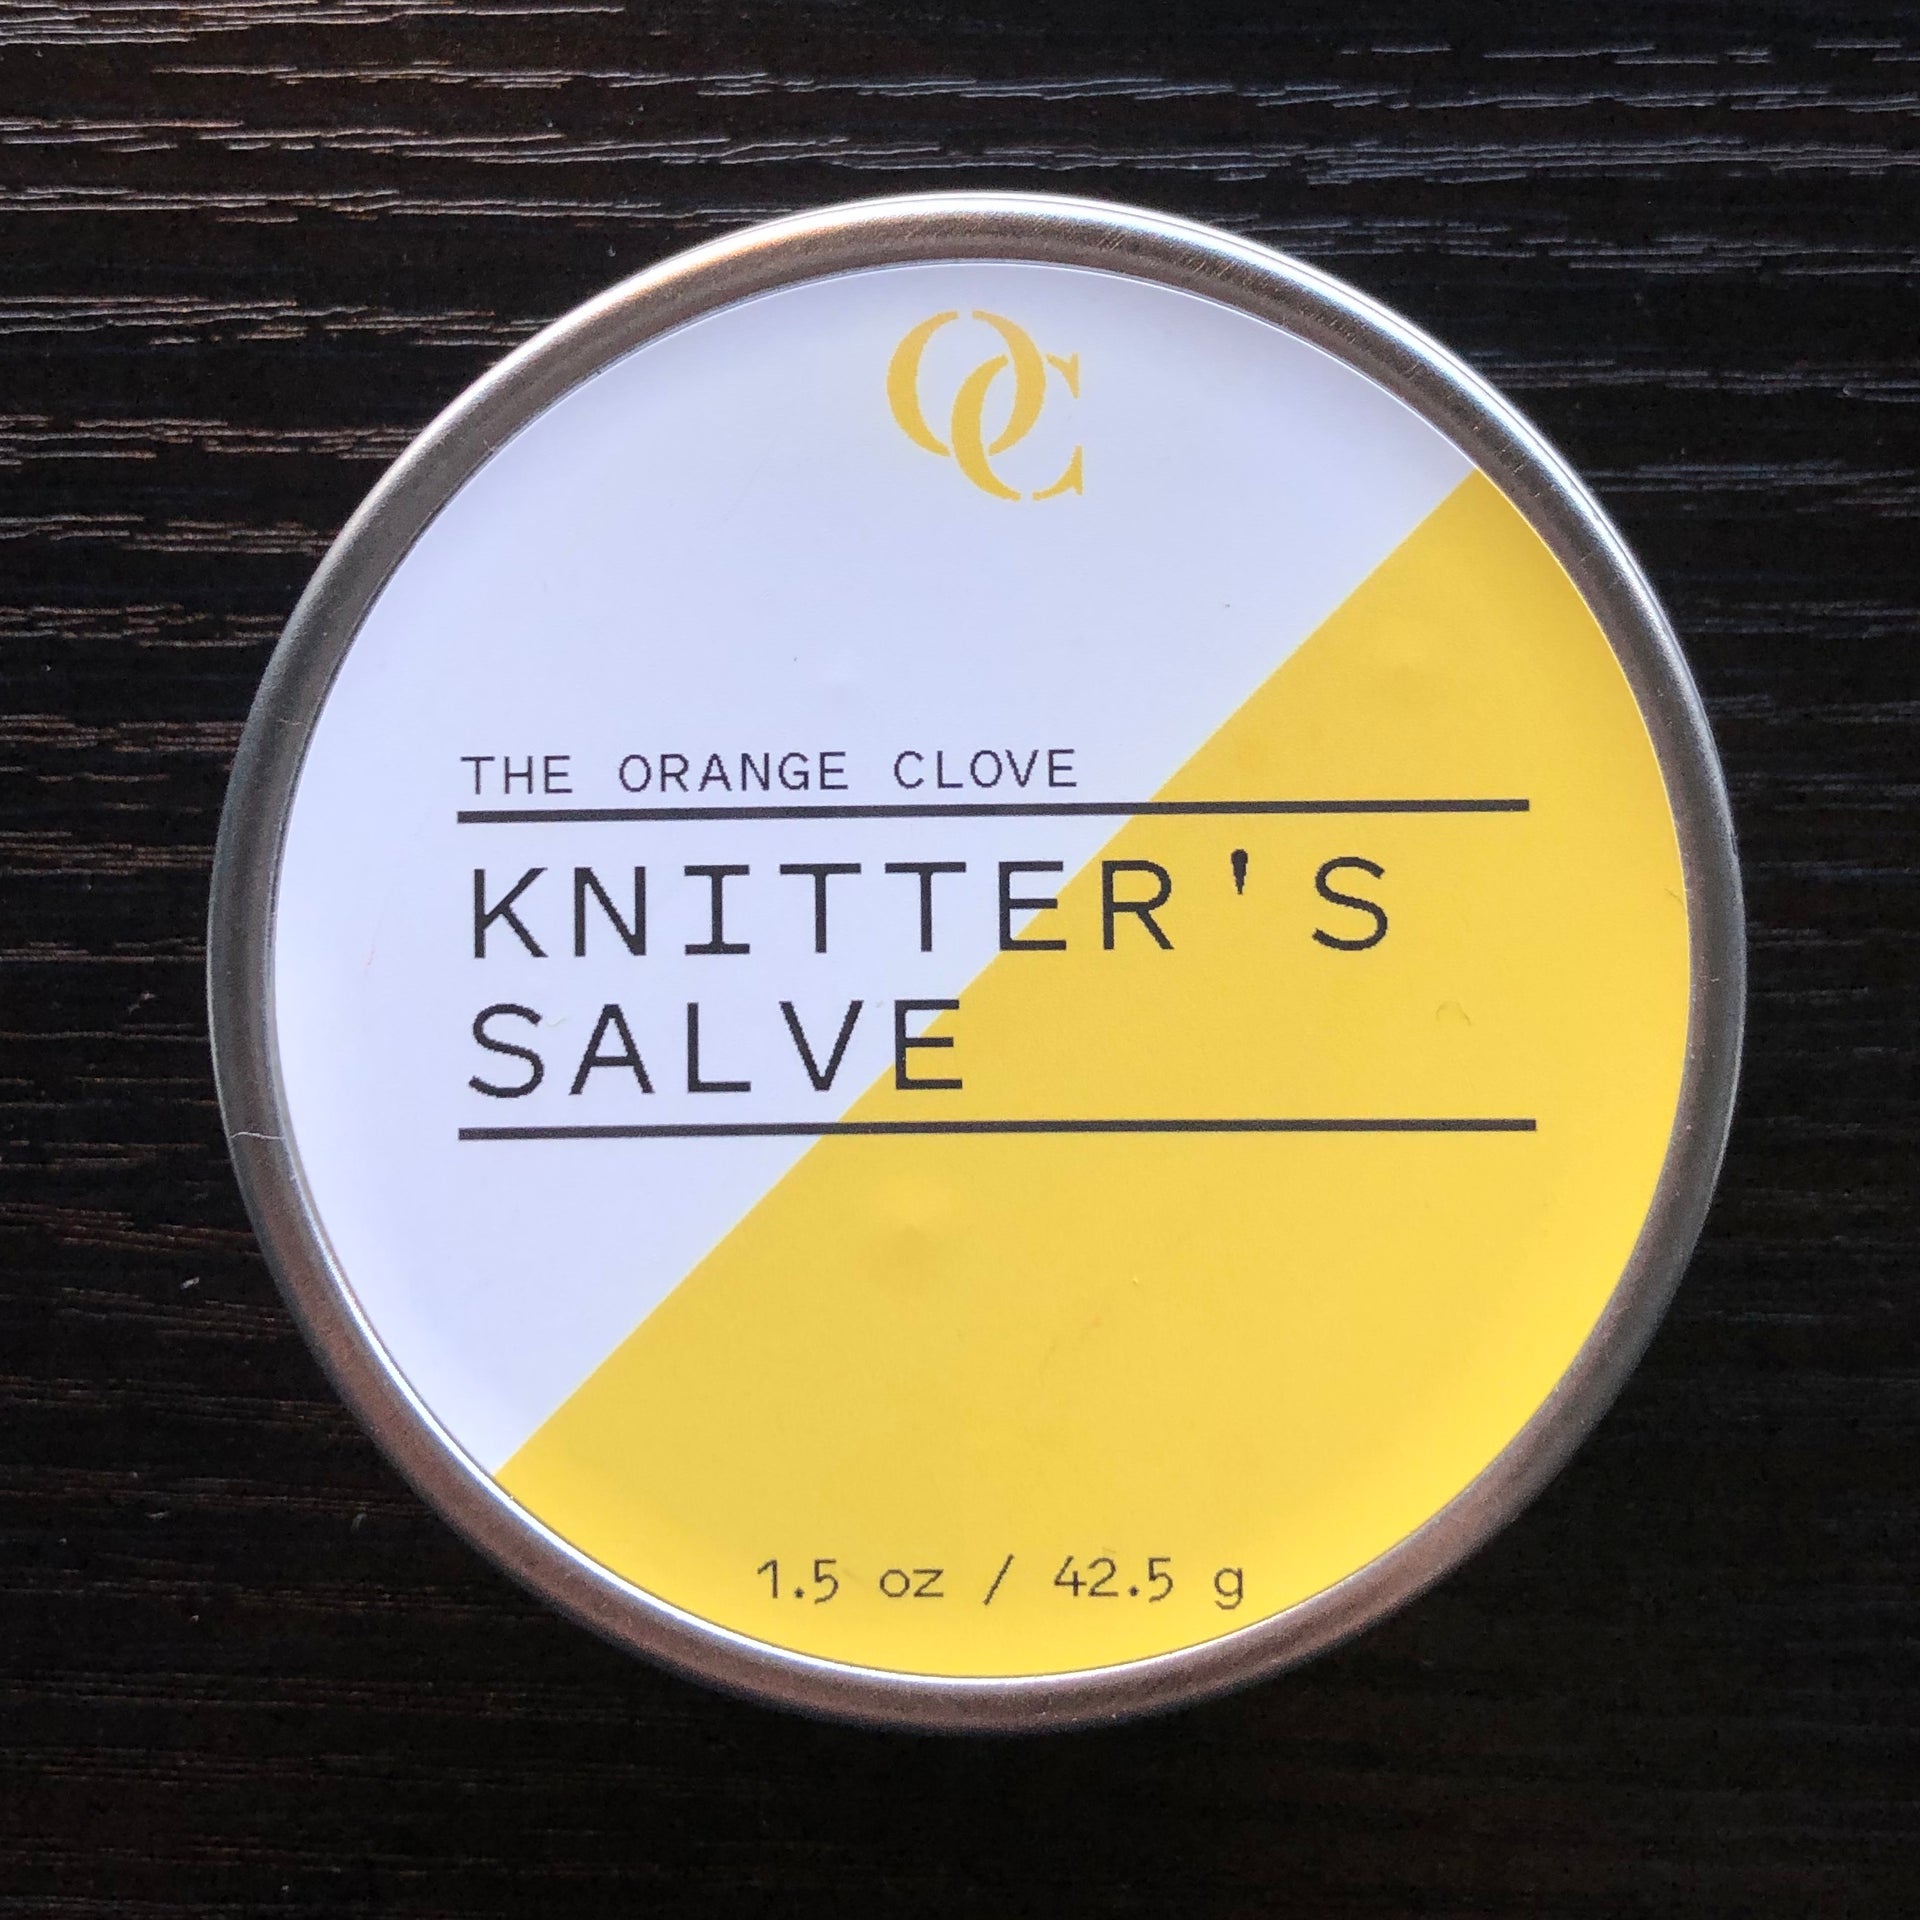 OC
THE ORANGE CLOVE
KNITTER'S
SALVE
1.5 oz / 42.5 g